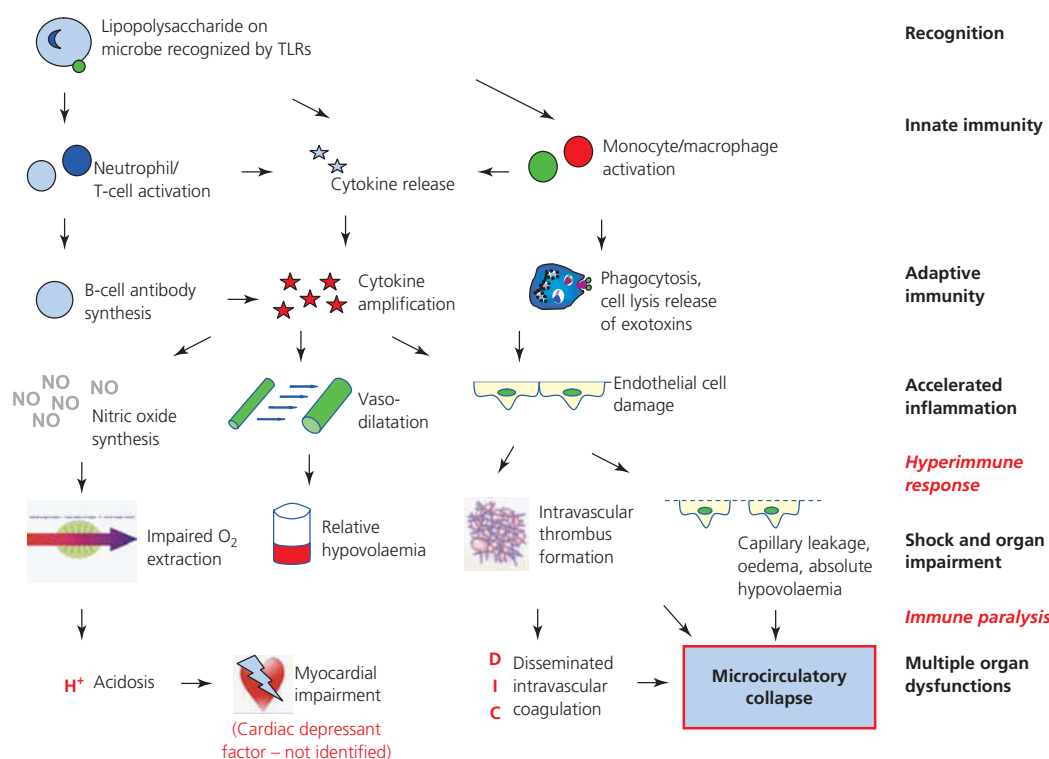 Lipopolysaccharide on
microbe recognized by TLRs
Recognition
Neutrophil/
T-cell activation
Cytokine release
Monocyte/macrophage
activation
Innate immunity
B-cell antibody
synthesis
Cytokine
amplification
Phagocytosis,
cell lysis release
of exotoxins
Adaptive
immunity
NO
NO
NO
NO
NO
Nitric oxide
synthesis
Vaso-
dilatation
Endothelial cell
damage
Accelerated
inflammation
Hyperimmune
response
Impaired O₂
extraction
Relative
hypovolaemia
Intravascular
thrombus
formation
Capillary leakage,
oedema, absolute
hypovolaemia
Shock and organ
impairment
Immune paralysis
H⁺ Acidosis
Myocardial
impairment
(Cardiac depressant
factor – not identified)
D Disseminated
I intravascular
C coagulation
Microcirculatory
collapse
Multiple organ
dysfunctions